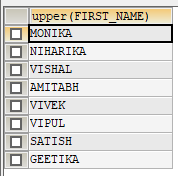 upper(FIRST_NAME)
MONIKA
NIHARIKA
VISHAL
AMITABH
VIVEK
VIPUL
SATISH
GEETIKA